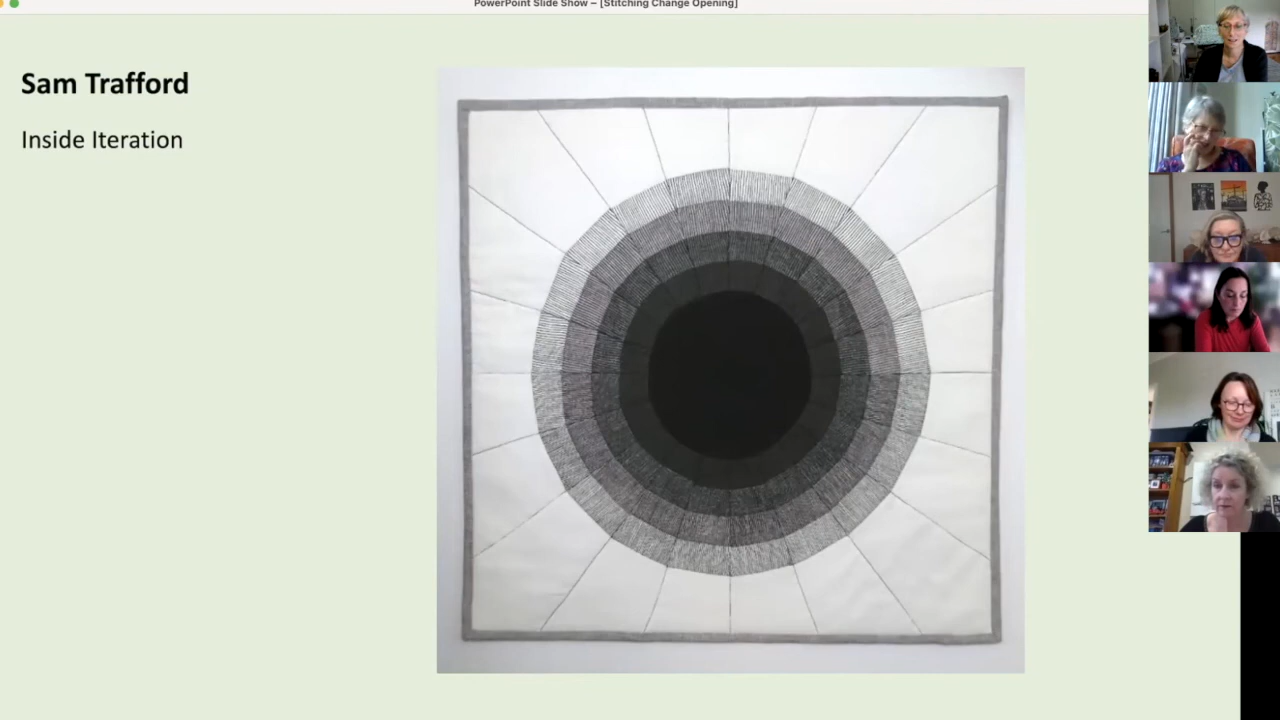 PowerPoint Slide Show – [Stitching Change Opening]
Sam Trafford
Inside Iteration